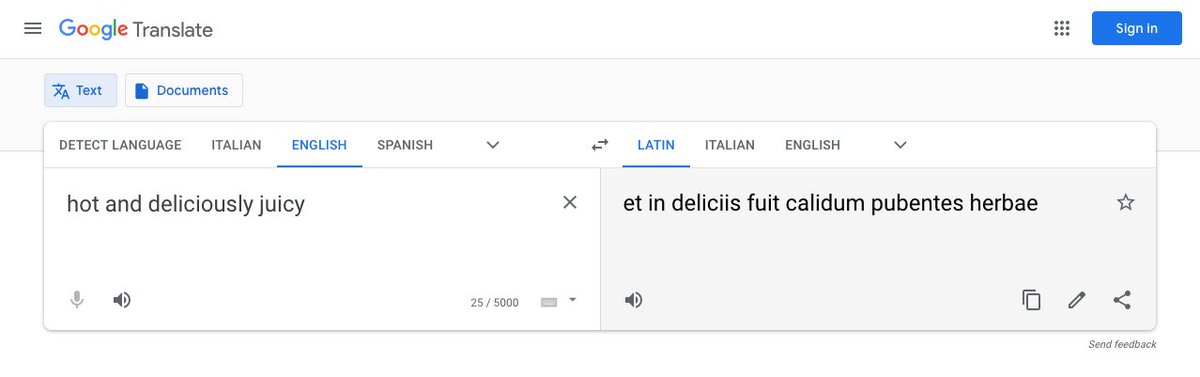 Google Translate
Sign in
Text
Documents
DETECT LANGUAGE ITALIAN ENGLISH SPANISH
LATIN ITALIAN ENGLISH
hot and deliciously juicy
et in deliciis fuit calidum pubentes herbae
25 / 5000
Send feedback